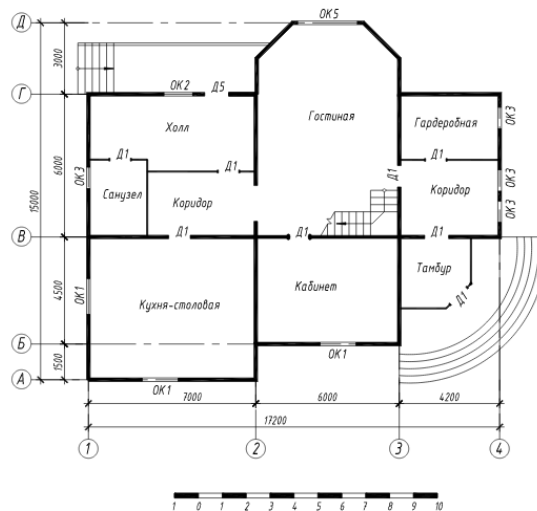 Д
ОК5
3000
Г
ОК2
Д5
Гостиная
Гардеробная
ОК3
Холл
6000
15000
ОК3
Д1
Д1
Д1
Д1
ОК3
Санузел
Коридор
Коридор
ОК3
В
Д1
Д1
Д1
Тамбур
4500
ОК1
Кухня-столовая
Кабинет
Д1
Б
ОК1
1500
А
ОК1
7000
6000
4200
17200
1
2
3
4
1 0 1 2 3 4 5 6 7 8 9 10